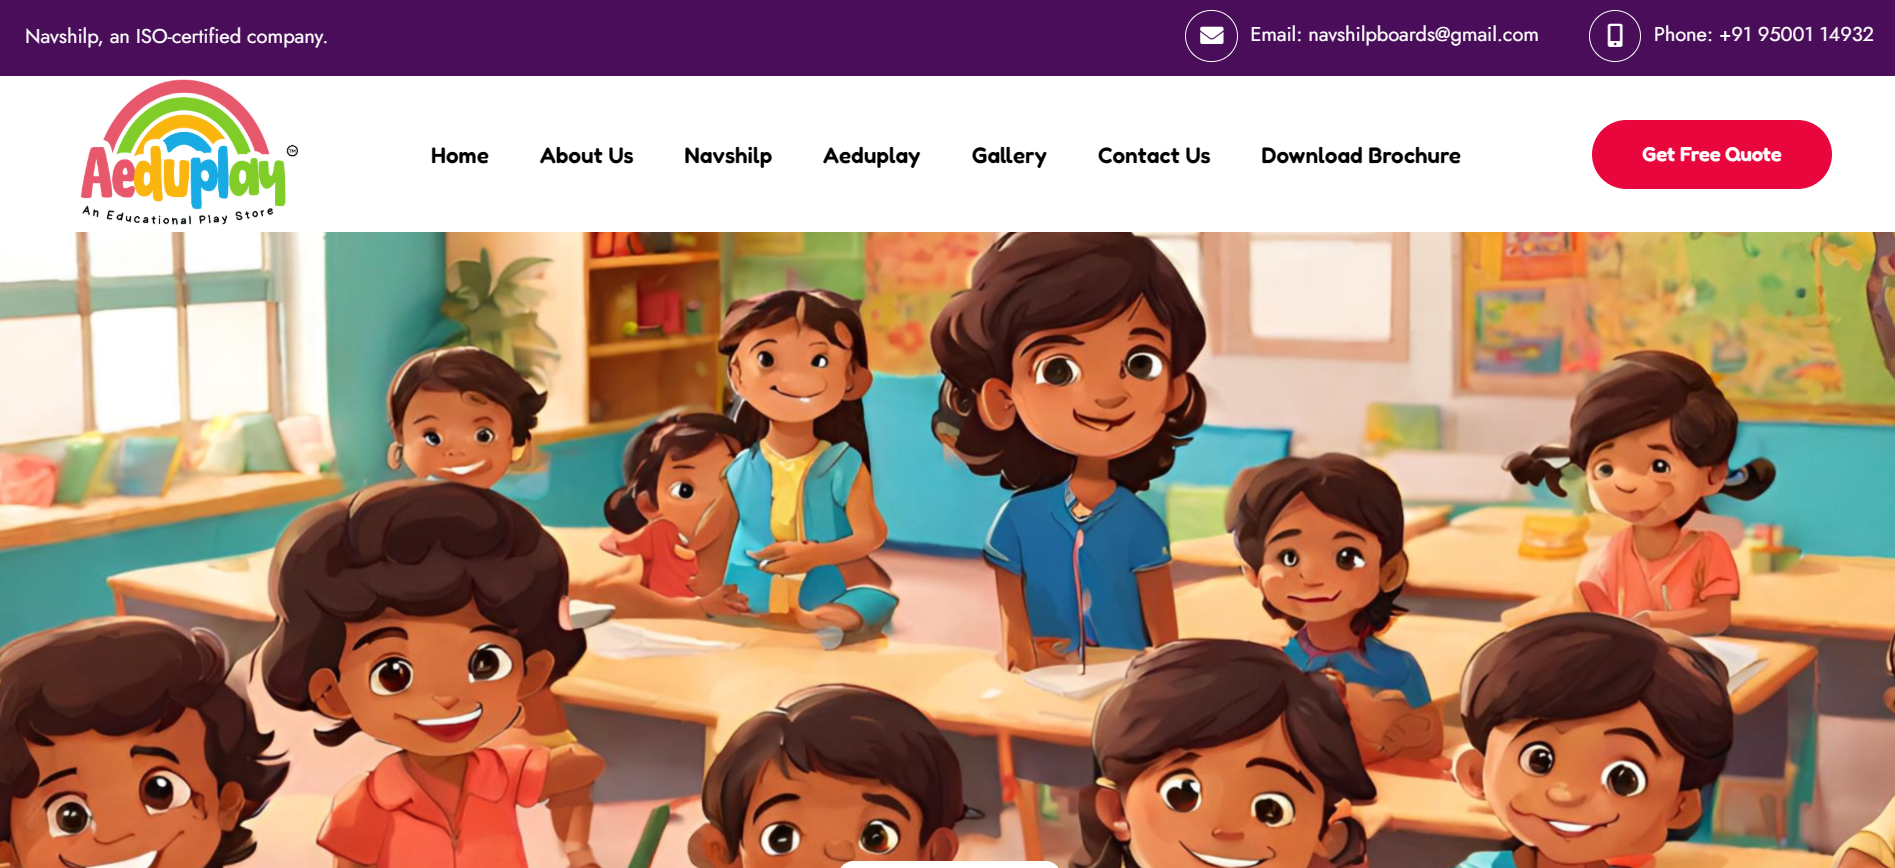 Navshilp, an ISO-certified company.
Email: navshilpboards@gmail.com
Phone: +91 95001 14932
Aeduplay
TM
An Educational Play Store
Home
About Us
Navshilp
Aeduplay
Gallery
Contact Us
Download Brochure
Get Free Quote